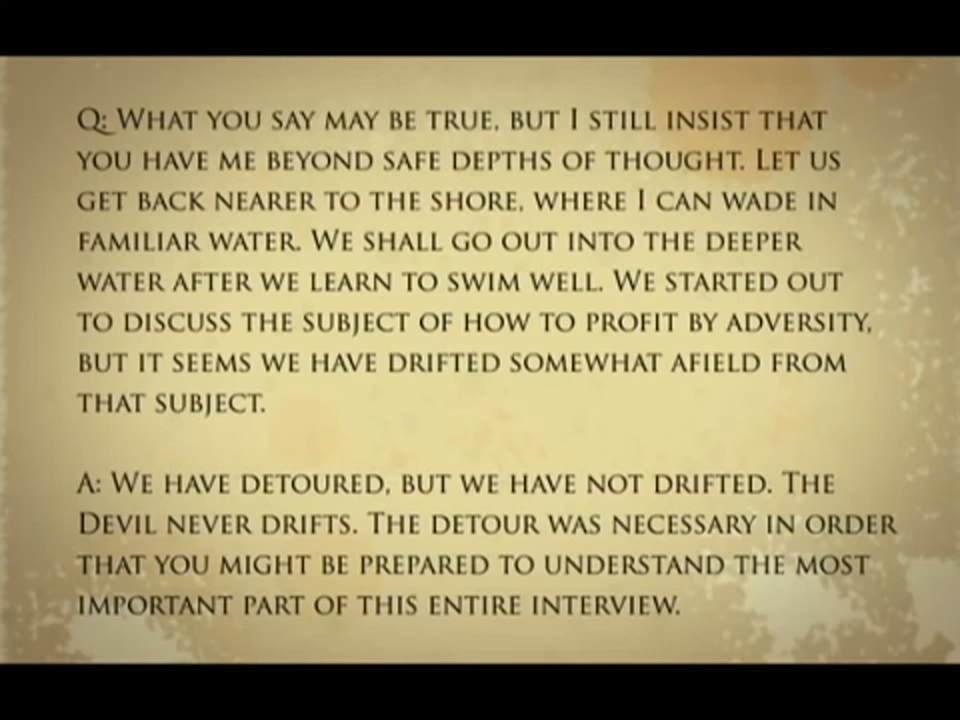 Q: What you say may be true, but I still insist that
you have me beyond safe depths of thought. Let us
get back nearer to the shore, where I can wade in
familiar water. We shall go out into the deeper
water after we learn to swim well. We started out
to discuss the subject of how to profit by adversity,
but it seems we have drifted somewhat afield from
that subject.
A: We have detoured, but we have not drifted. The
Devil never drifts. The detour was necessary in order
that you might be prepared to understand the most
important part of this entire interview.